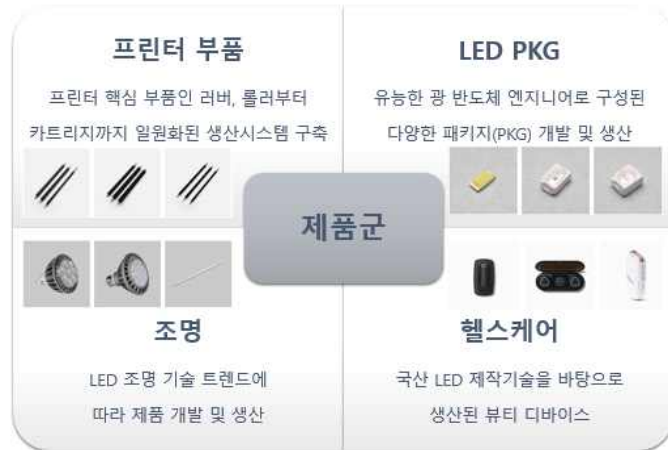 프린터 부품
프린터 핵심 부품인 러버, 롤러부터
카트리지까지 일원화된 생산시스템 구축
LED PKG
유능한 광 반도체 엔지니어로 구성된
다양한 패키지(PKG) 개발 및 생산
제품군
조명
LED 조명 기술 트렌드에
따라 제품 개발 및 생산
헬스케어
국산 LED 제작기술을 바탕으로
생산된 뷰티 디바이스